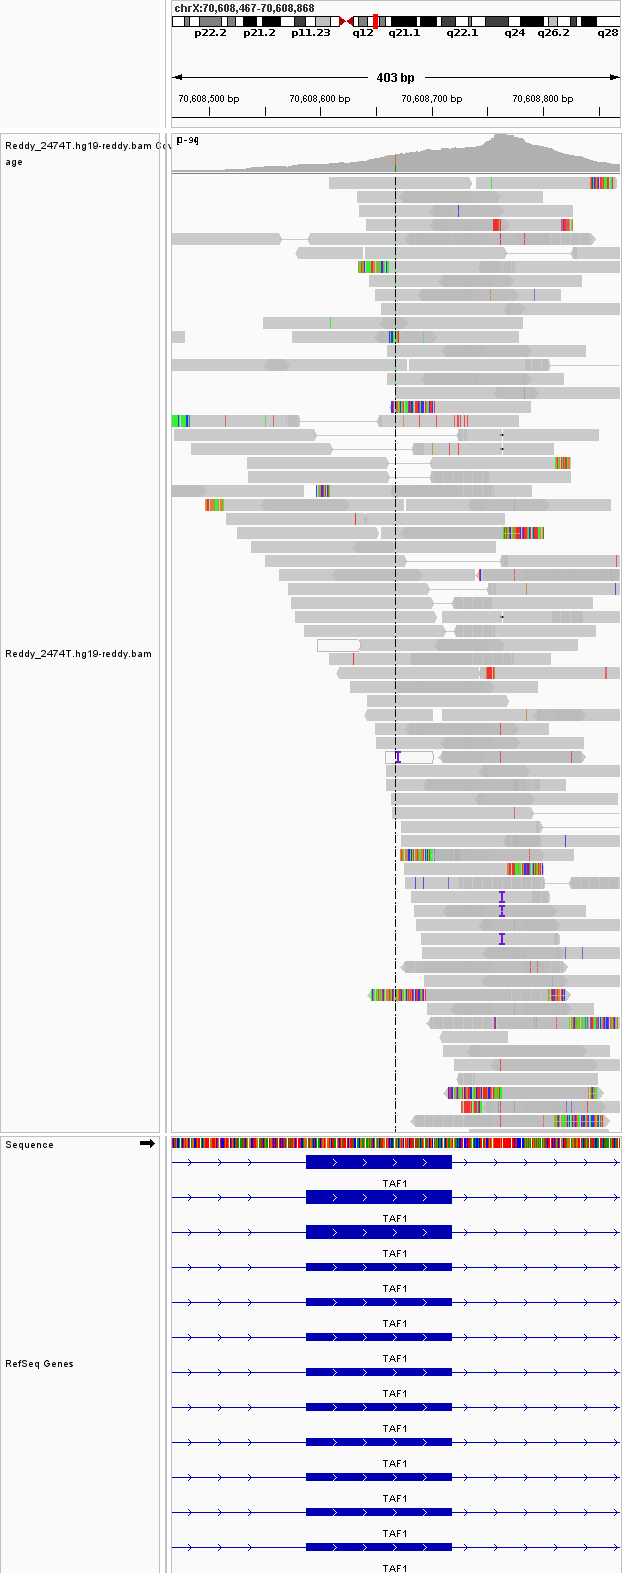 chrX:70,608,467-70,608,868
p22.2 p21.2 p11.23 q12 q21.1 q22.1 q24 q26.2 q28
403 bp
70,608,500 bp 70,608,600 bp 70,608,700 bp 70,608,800 bp
[0-94]
Reddy_2474T.hg19-reddy.bam Cov
age
Reddy_2474T.hg19-reddy.bam
Sequence
TAF1
TAF1
TAF1
TAF1
TAF1
TAF1
RefSeq Genes
TAF1
TAF1
TAF1
TAF1
TAF1
TAF1